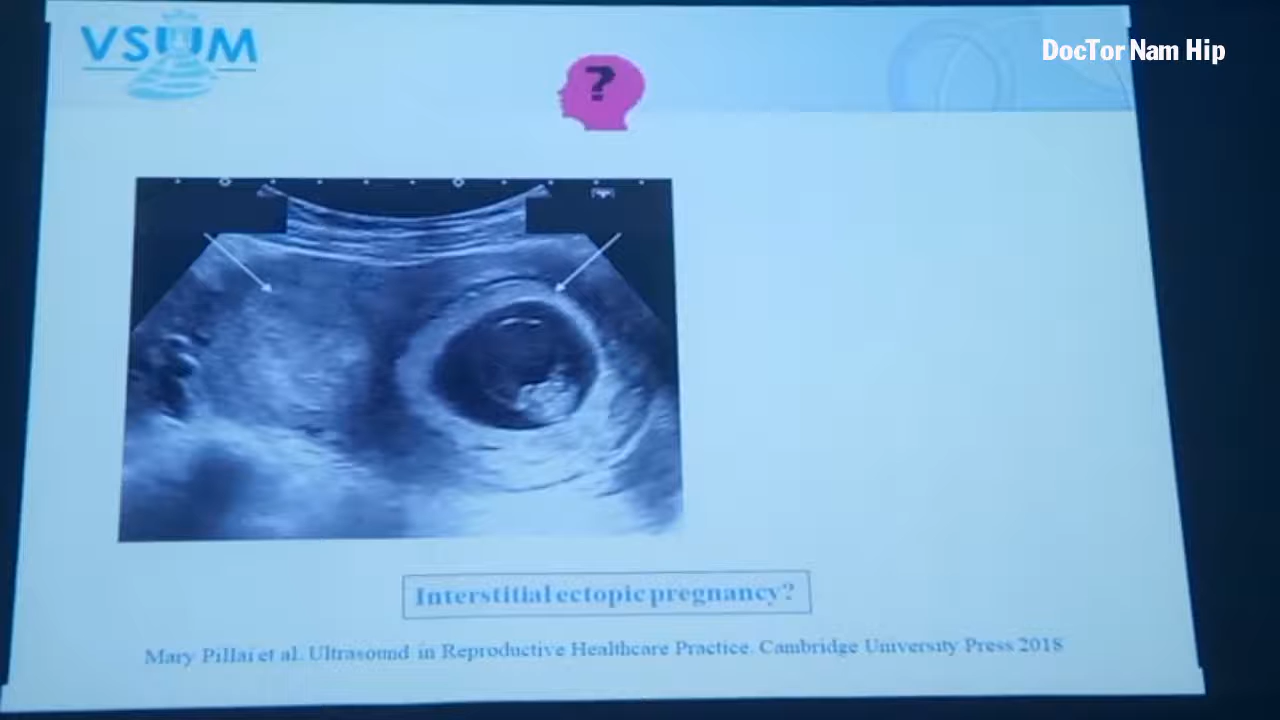 VSUM
DocTor Nam Hip
?
Interstitial ectopic pregnancy?
Mary Pillai et al. Ultrasound in Reproductive Healthcare Practice. Cambridge University Press 2018